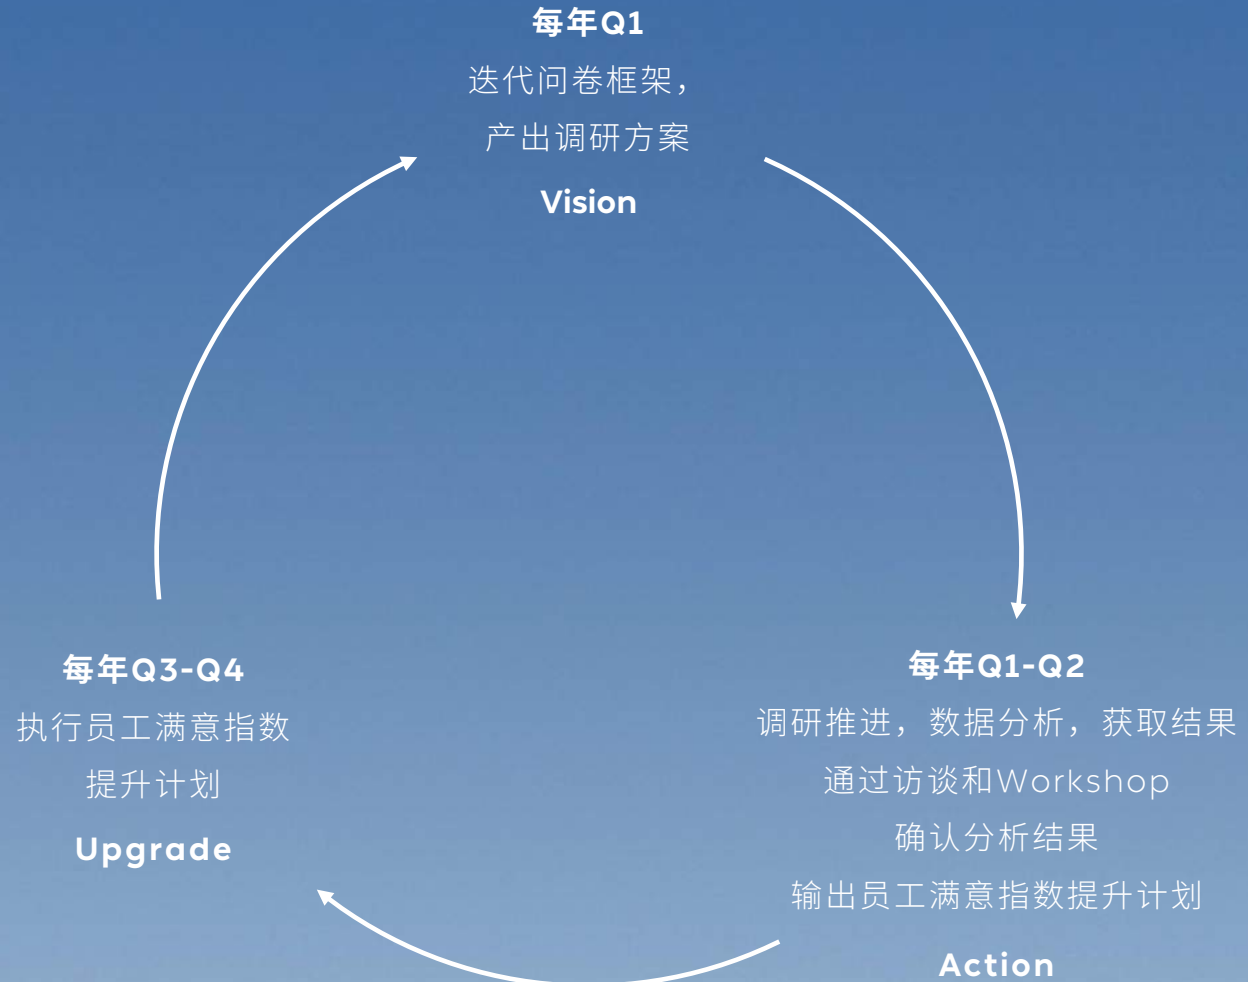 每年Q1
迭代问卷框架，
产出调研方案
Vision
每年Q1-Q2
调研推进，数据分析，获取结果
通过访谈和Workshop
确认分析结果
输出员工满意指数提升计划
Action
每年Q3-Q4
执行员工满意指数
提升计划
Upgrade